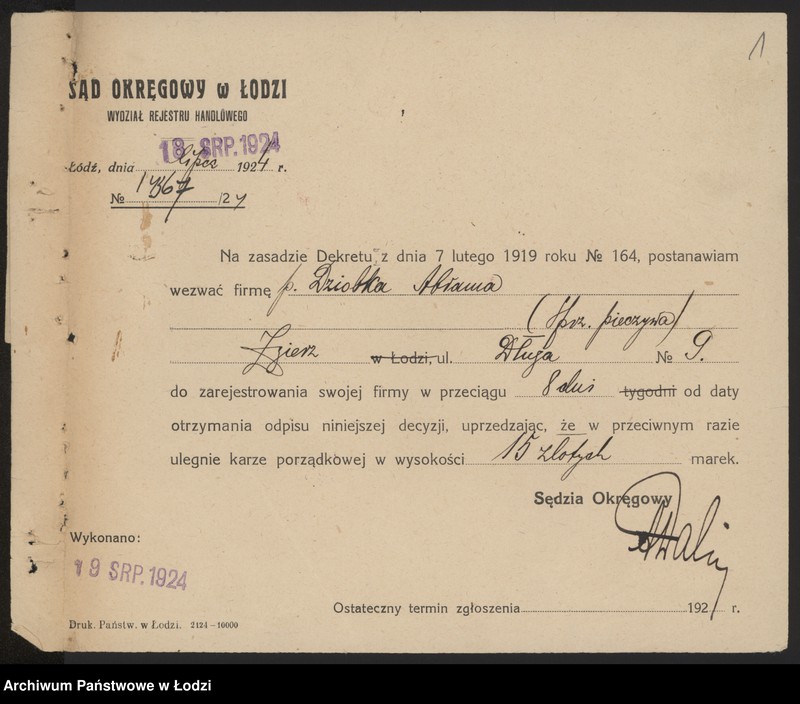 1
SĄD OKRĘGOWY w ŁODZI
WYDZIAŁ REJESTRU HANDLOWEGO
18 SRP. 1924
Łódź, dnia lipca 1924 r.
№ /24
Na zasadzie Dekretu z dnia 7 lutego 1919 roku № 164, postanawiam
wezwać firmę p. Dziobka Abrama
(sprz. pieczywa)
Zgierz w Łodzi, ul. Długa № 9.
do zarejestrowania swojej firmy w przeciągu 8 dni tygodni od daty
otrzymania odpisu niniejszej decyzji, uprzedzając, że w przeciwnym razie
ulegnie karze porządkowej w wysokości 15 złotych marek.
Sędzia Okręgowy
Wykonano:
19 SRP. 1924
Ostateczny termin zgłoszenia 192 r.
Druk. Państw. w Łodzi. 2124—10000
Archiwum Państwowe w Łodzi